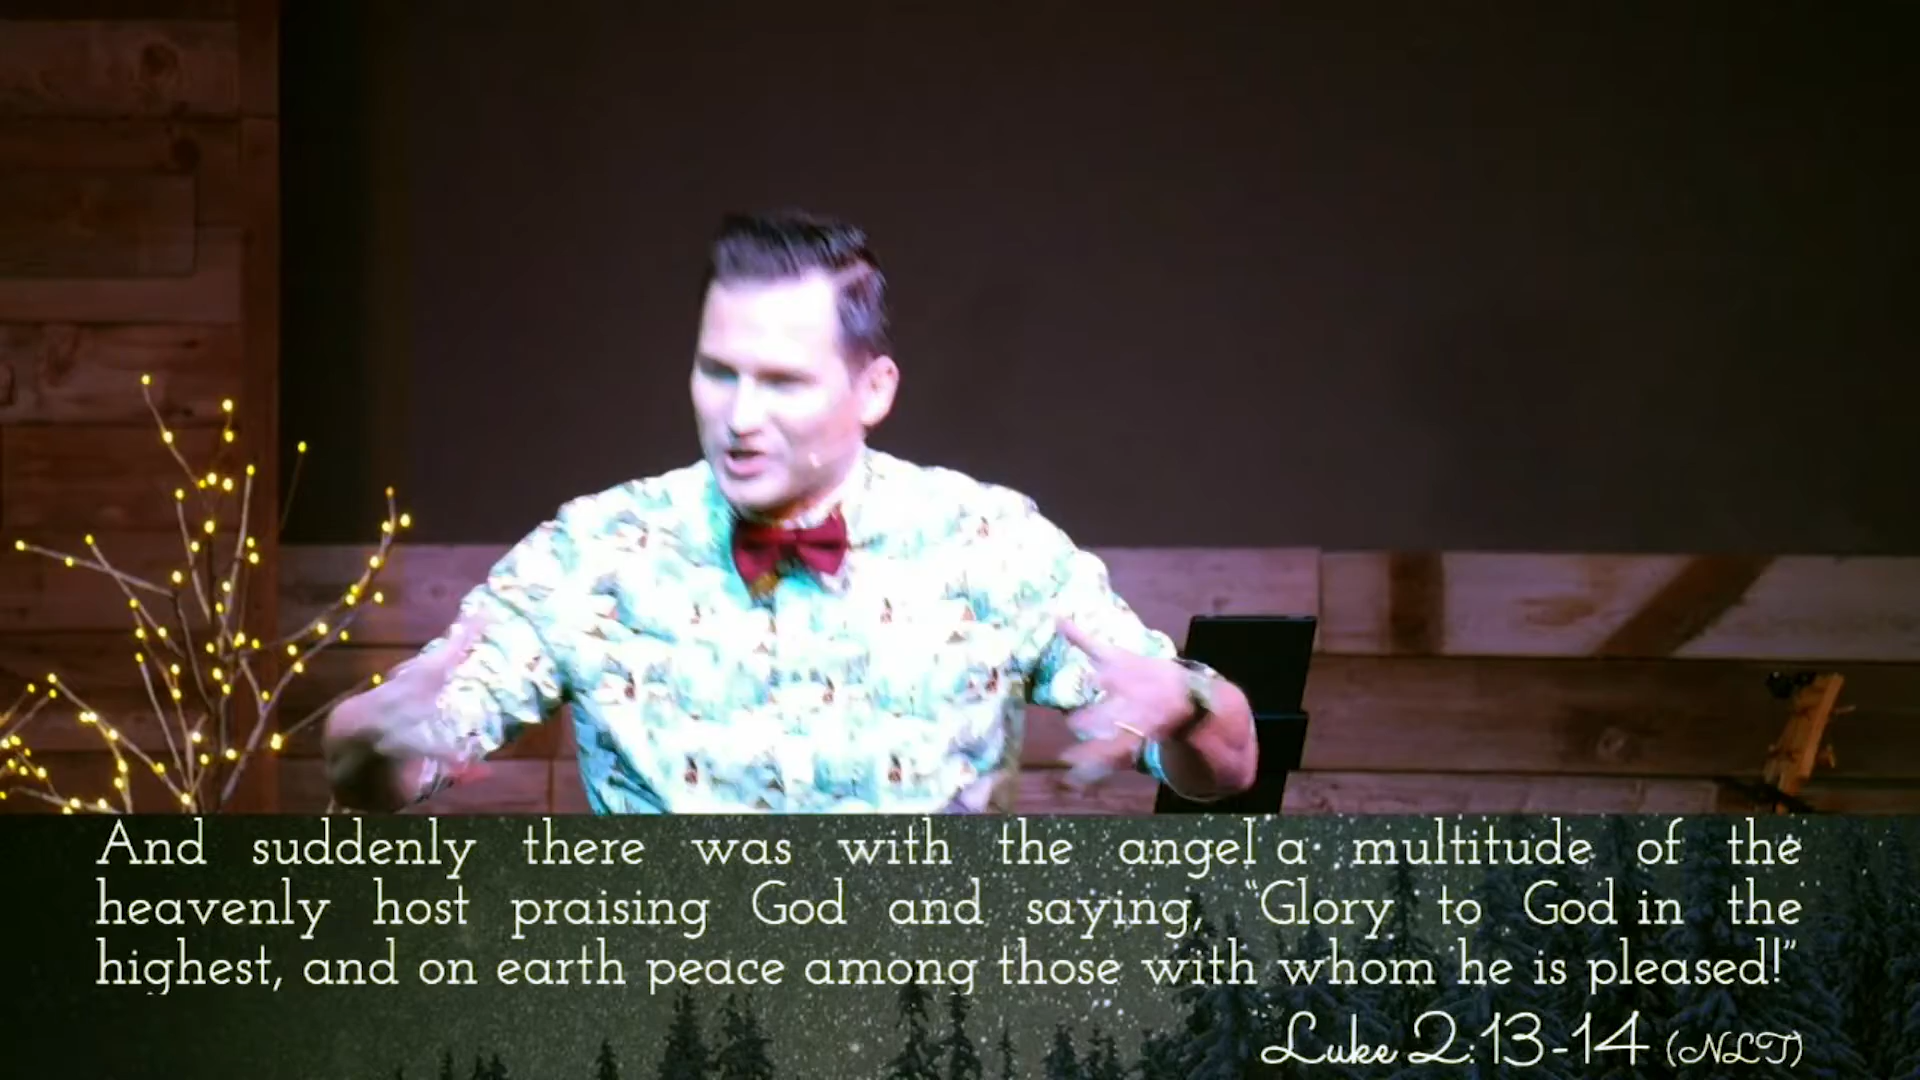 And suddenly there was with the angel a multitude of the
heavenly host praising God and saying, “Glory to God in the
highest, and on earth peace among those with whom he is pleased!”
Luke 2:13-14 (NLT)